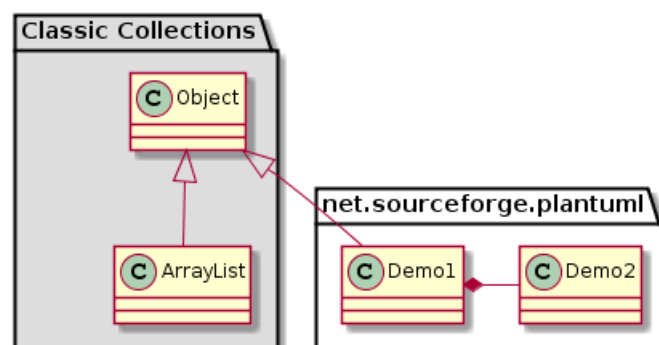 Classic Collections
C Object
net.sourceforge.plantuml
C ArrayList
C Demo1
C Demo2